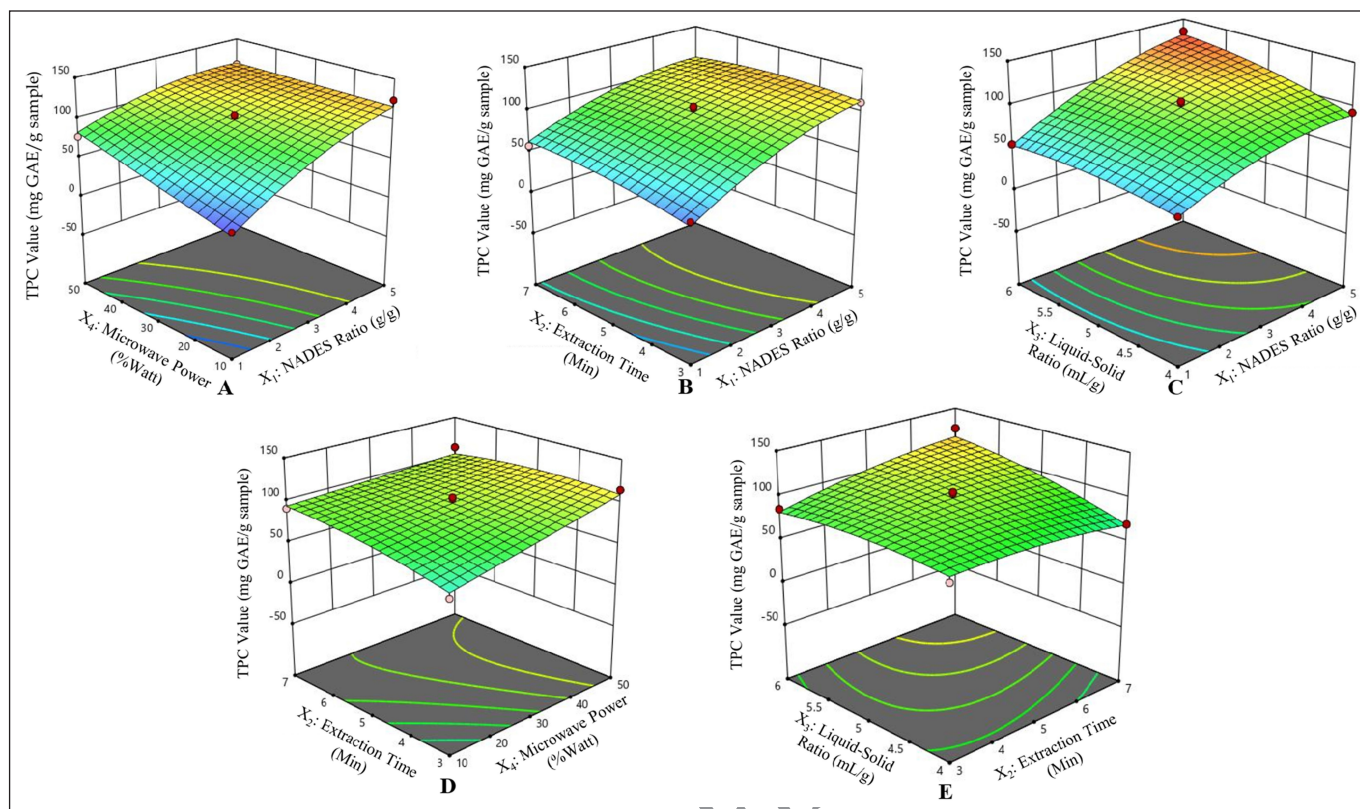 150
100
50
0
-50
TPC Value (mg GAE/g sample)
50
40
30
20
10
X4: Microwave Power
(%Watt)
1
2
3
4
5
X1: NADES Ratio (g/g)
A
150
100
50
0
-50
TPC Value (mg GAE/g sample)
7
6
5
4
3
X2: Extraction Time
(Min)
1
2
3
4
5
X1: NADES Ratio (g/g)
B
150
100
50
0
-50
TPC Value (mg GAE/g sample)
6
5.5
5
4.5
4
X3: Liquid-Solid
Ratio (mL/g)
1
2
3
4
5
X1: NADES Ratio (g/g)
C
150
100
50
0
-50
TPC Value (mg GAE/g sample)
7
6
5
4
3
X2: Extraction Time
(Min)
10
20
30
40
50
X4: Microwave Power
(%Watt)
D
150
100
50
0
-50
TPC Value (mg GAE/g sample)
6
5.5
5
4.5
4
X3: Liquid-Solid
Ratio (mL/g)
3
4
5
6
7
X2: Extraction Time
(Min)
E